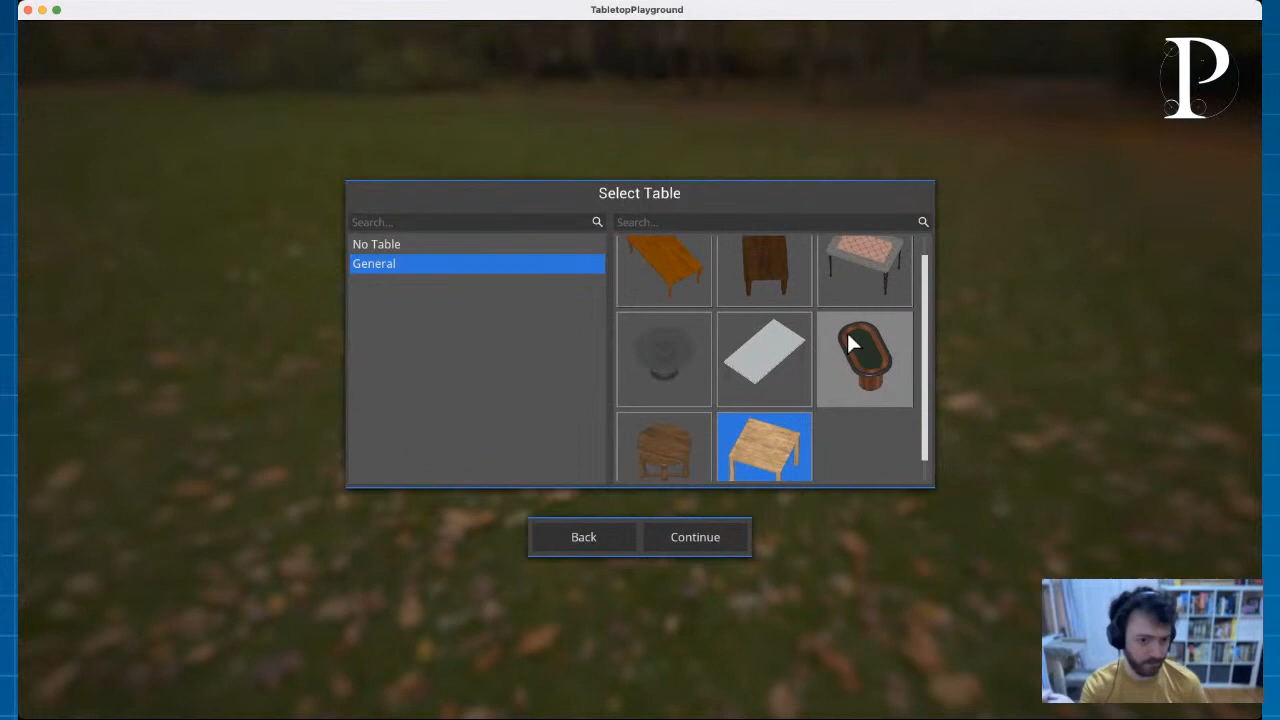 TabletopPlayground
P
Select Table
Search...
Search...
No Table
General
Back
Continue